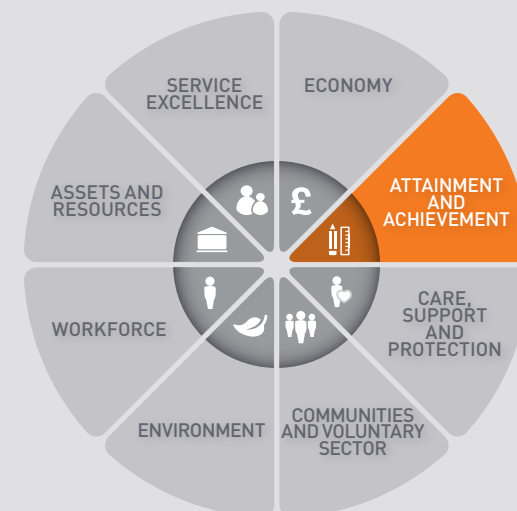 SERVICE
EXCELLENCE
ECONOMY
ATTAINMENT
AND
ACHIEVEMENT
CARE,
SUPPORT
AND
PROTECTION
COMMUNITIES
AND VOLUNTARY
SECTOR
ENVIRONMENT
WORKFORCE
ASSETS AND
RESOURCES
£